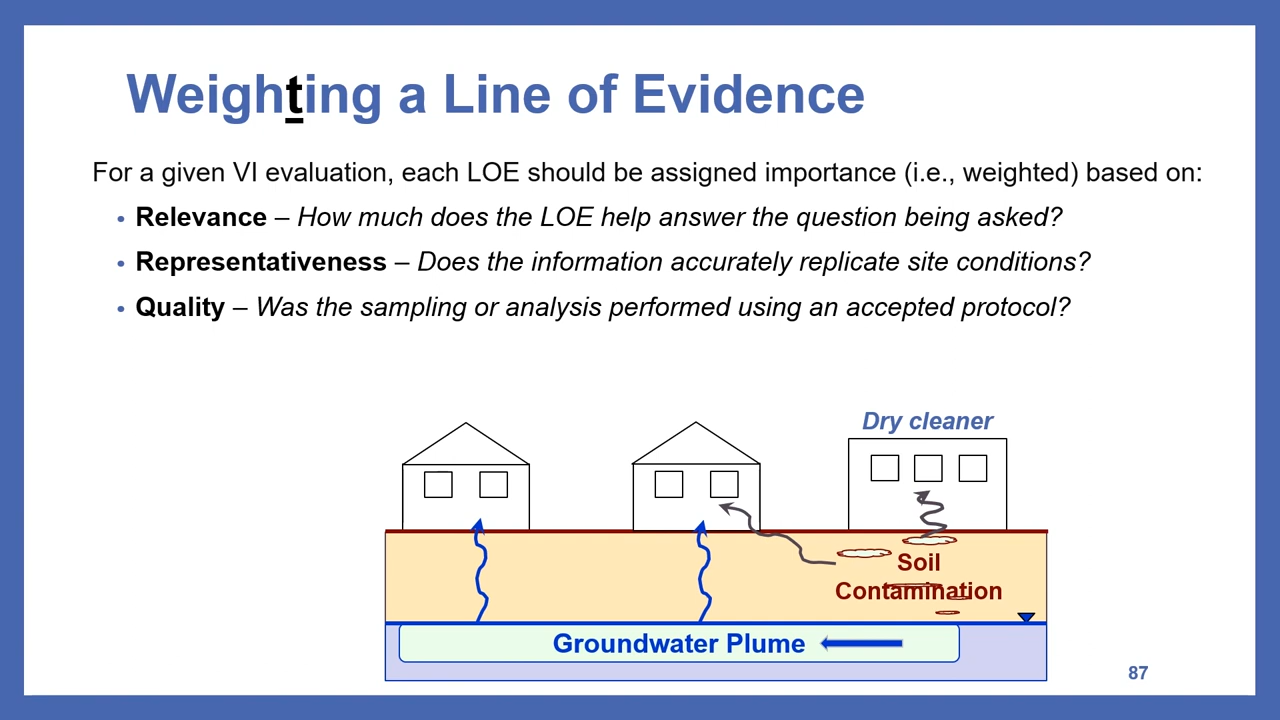 Weighting a Line of Evidence
For a given VI evaluation, each LOE should be assigned importance (i.e., weighted) based on:
• Relevance – How much does the LOE help answer the question being asked?
• Representativeness – Does the information accurately replicate site conditions?
• Quality – Was the sampling or analysis performed using an accepted protocol?
Dry cleaner
Soil
Contamination
Groundwater Plume
87